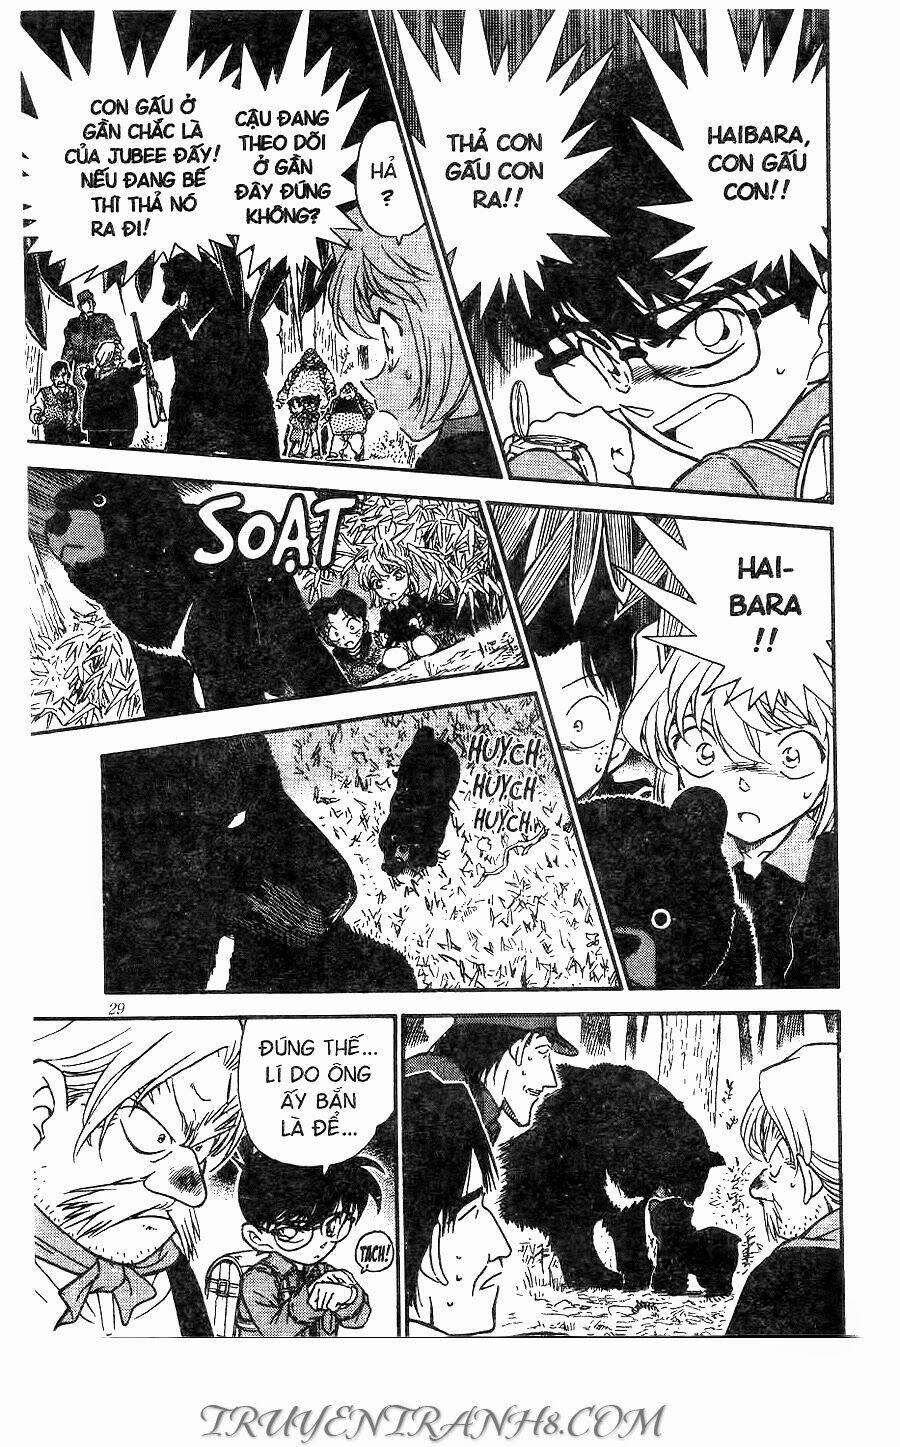 HAIBARA,
CON GẤU
CON!!
THẢ CON
GẤU CON
RA!!
HẢ
?
CẬU ĐANG
THEO DÕI
Ở GẦN
ĐÂY ĐÚNG
KHÔNG?
CON GẤU Ở
GẦN CHẮC LÀ
CỦA JUBEE ĐẤY!
NẾU ĐANG BẾ
THÌ THẢ NÓ
RA ĐI!
HAI-
BARA
!!
SOẠT
HUỴCH
HUỴCH
HUỴCH
29
ĐÚNG THẾ...
LÍ DO ÔNG
ẤY BẮN
LÀ ĐỂ...
TÁCH!
TRUYENTRANH8.COM